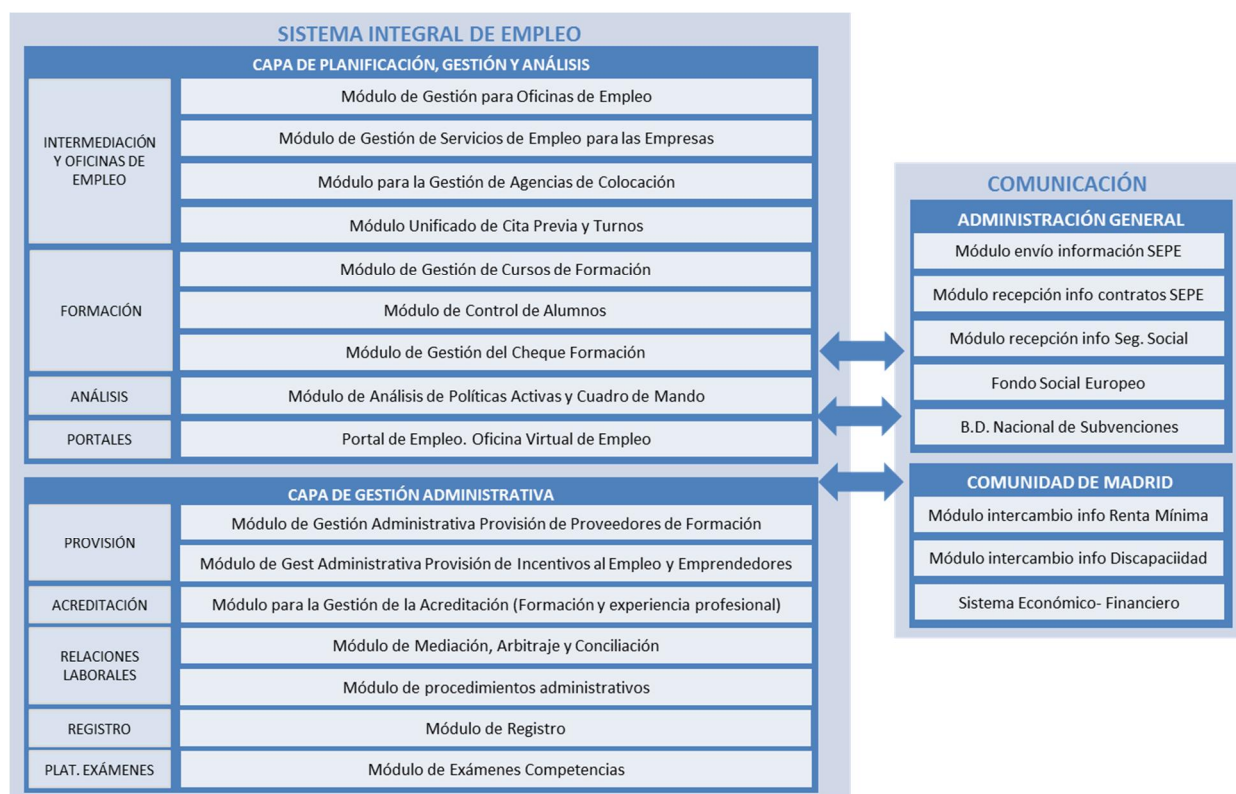 SISTEMA INTEGRAL DE EMPLEO
CAPA DE PLANIFICACIÓN, GESTIÓN Y ANÁLISIS
INTERMEDIACIÓN
Y OFICINAS DE
EMPLEO
Módulo de Gestión para Oficinas de Empleo
Módulo de Gestión de Servicios de Empleo para las Empresas
Módulo para la Gestión de Agencias de Colocación
Módulo Unificado de Cita Previa y Turnos
FORMACIÓN
Módulo de Gestión de Cursos de Formación
Módulo de Control de Alumnos
Módulo de Gestión del Cheque Formación
ANÁLISIS
Módulo de Análisis de Políticas Activas y Cuadro de Mando
PORTALES
Portal de Empleo. Oficina Virtual de Empleo
CAPA DE GESTIÓN ADMINISTRATIVA
PROVISIÓN
Módulo de Gestión Administrativa Provisión de Proveedores de Formación
Módulo de Gest Administrativa Provisión de Incentivos al Empleo y Emprendedores
ACREDITACIÓN
Módulo para la Gestión de la Acreditación (Formación y experiencia profesional)
RELACIONES
LABORALES
Módulo de Mediación, Arbitraje y Conciliación
Módulo de procedimientos administrativos
REGISTRO
Módulo de Registro
PLAT. EXÁMENES
Módulo de Exámenes Competencias
COMUNICACIÓN
ADMINISTRACIÓN GENERAL
Módulo envío información SEPE
Módulo recepción info contratos SEPE
Módulo recepción info Seg. Social
Fondo Social Europeo
B.D. Nacional de Subvenciones
COMUNIDAD DE MADRID
Módulo intercambio info Renta Mínima
Módulo intercambio info Discapaciidad
Sistema Económico- Financiero